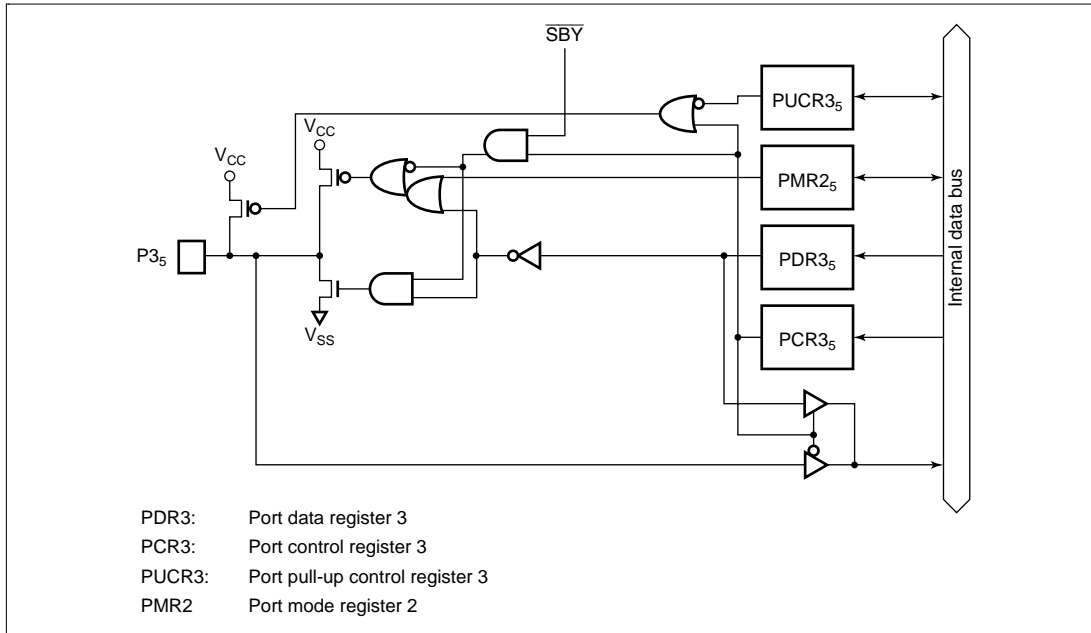 SBY
PUCR3₅
V_CC
V_CC
PMR2₅
P3₅
PDR3₅
Internal data bus
V_SS
PCR3₅
PDR3: Port data register 3
PCR3: Port control register 3
PUCR3: Port pull-up control register 3
PMR2 Port mode register 2